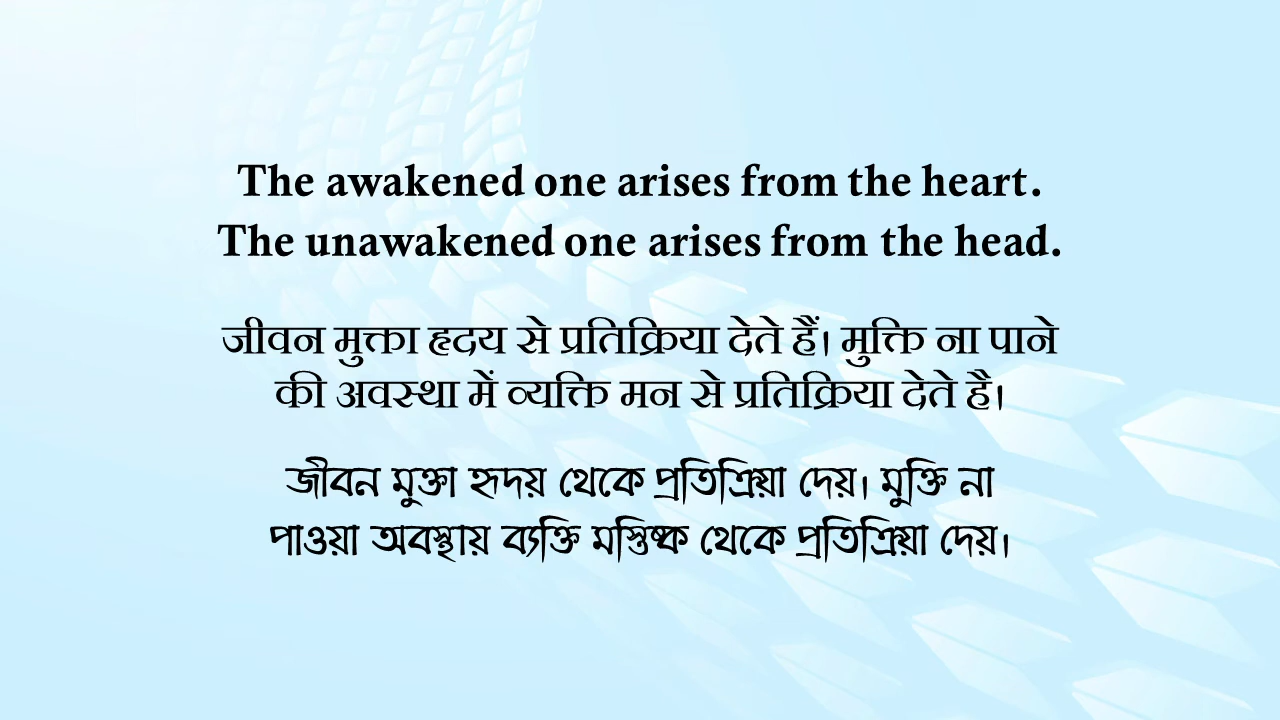 The awakened one arises from the heart.
The unawakened one arises from the head.
जीवन मुक्ता हृदय से प्रतिक्रिया देते हैं। मुक्ति ना पाने
की अवस्था में व्यक्ति मन से प्रतिक्रिया देते है।
জীবন মুক্তা হৃদয় থেকে প্রতিক্রিয়া দেয়। মুক্তি না
পাওয়া অবস্থায় ব্যক্তি মস্তিষ্ক থেকে প্রতিক্রিয়া দেয়।